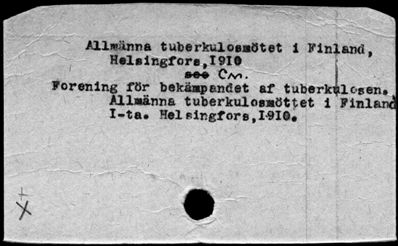 Allmänna tuberkulosmötet i Finland,
Helsingfors,1910
see Cm.
Forening för bekämpandet af tuberkulosen.
Allmänna tuberkulosmöttet i Finland
I-ta. Helsingfors,1910.
+
X